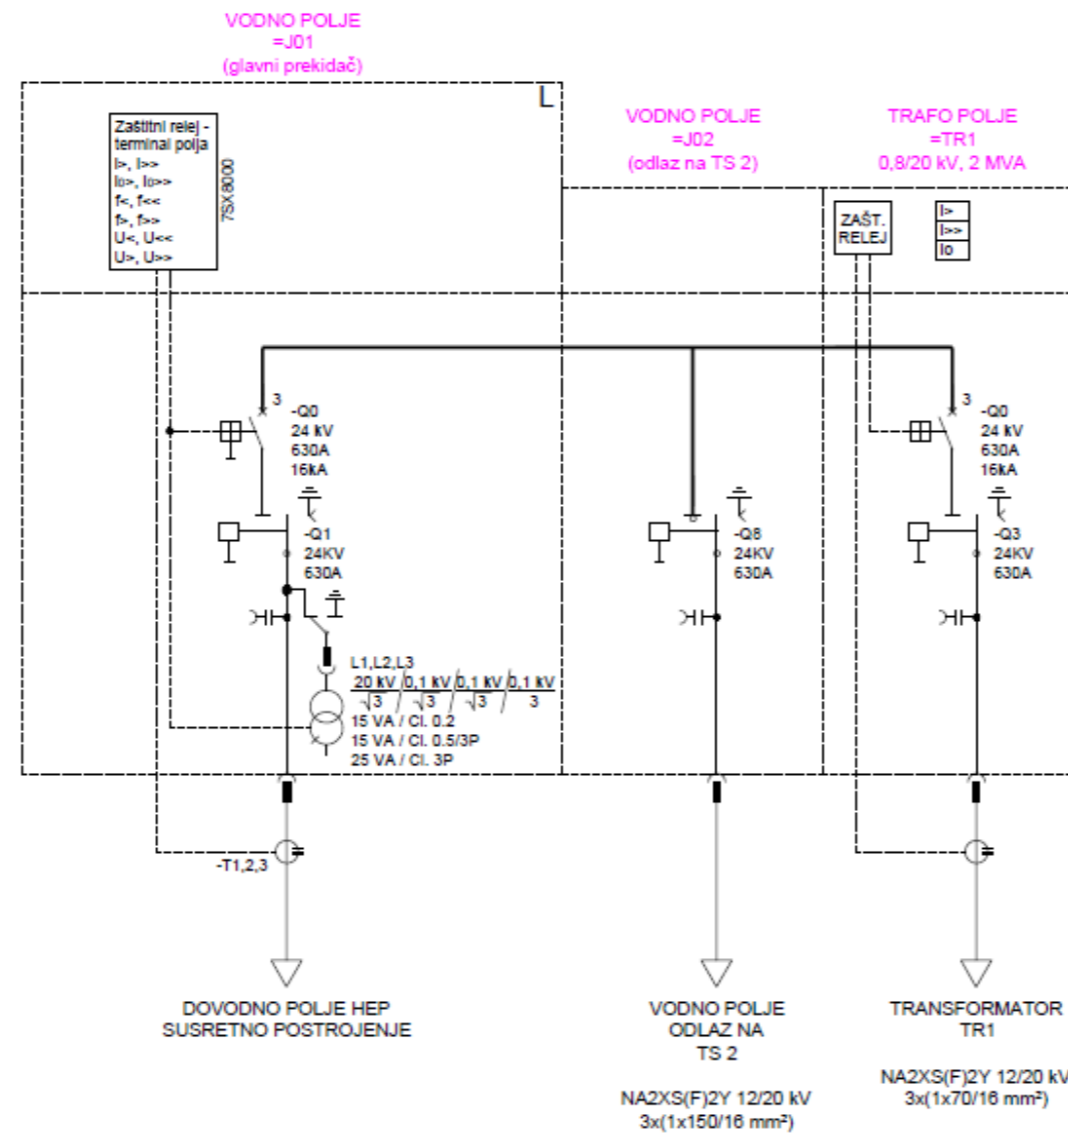 VODNO POLJE
=J01
(glavni prekidač)
L
Zaštitni relej -
terminal polja
I>, I>>
Io>, Io>>
f<, f<<
f>, f>>
U<, U<<
U>, U>>
7SX8000
VODNO POLJE
=J02
(odlaz na TS 2)
TRAFO POLJE
=TR1
0,8/20 kV, 2 MVA
ZAŠT.
RELEJ
I>
I>>
Io
3
-Q0
24 kV
630A
16kA
-Q1
24KV
630A
L1,L2,L3
20 kV/0,1 kV/0,1 kV/0,1 kV
√3 / √3 / √3 / 3
15 VA / Cl. 0.2
15 VA / Cl. 0.5/3P
25 VA / Cl. 3P
-T1,2,3
-Q8
24KV
630A
3
-Q0
24 kV
630A
16kA
-Q3
24KV
630A
DOVODNO POLJE HEP
SUSRETNO POSTROJENJE
VODNO POLJE
ODLAZ NA
TS 2
NA2XS(F)2Y 12/20 kV
3x(1x150/16 mm²)
TRANSFORMATOR
TR1
NA2XS(F)2Y 12/20 kV
3x(1x70/16 mm²)